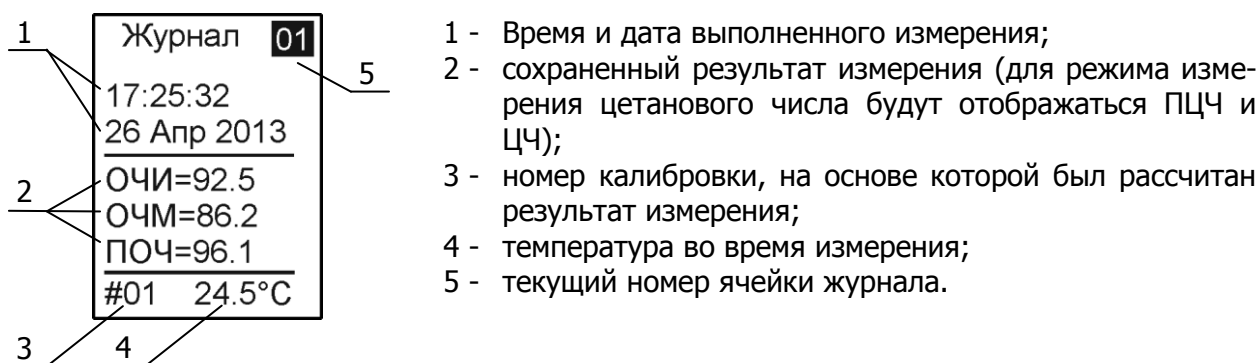 1
Журнал 01
5
17:25:32
26 Апр 2013
2
ОЧИ=92.5
ОЧМ=86.2
ПОЧ=96.1
#01 24.5°C
3 4
1 - Время и дата выполненного измерения;
2 - сохраненный результат измерения (для режима изме-
рения цетанового числа будут отображаться ПЦЧ и
ЦЧ);
3 - номер калибровки, на основе которой был рассчитан
результат измерения;
4 - температура во время измерения;
5 - текущий номер ячейки журнала.